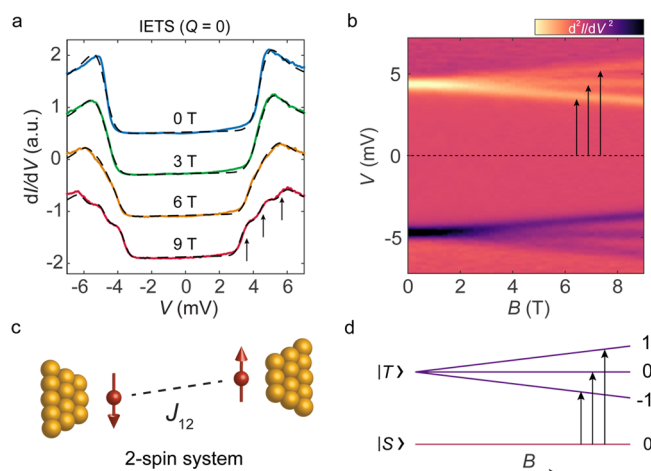 a
IETS (Q = 0)
dI/dV (a.u.)
2
1
0
-1
-2
0 T
3 T
6 T
9 T
-6 -4 -2 0 2 4 6
V (mV)
b
d²I/dV²
V (mV)
5
0
-5
0 2 4 6 8
B (T)
c
J₁₂
2-spin system
d
|T❭
|S❭
1
0
-1
0
B